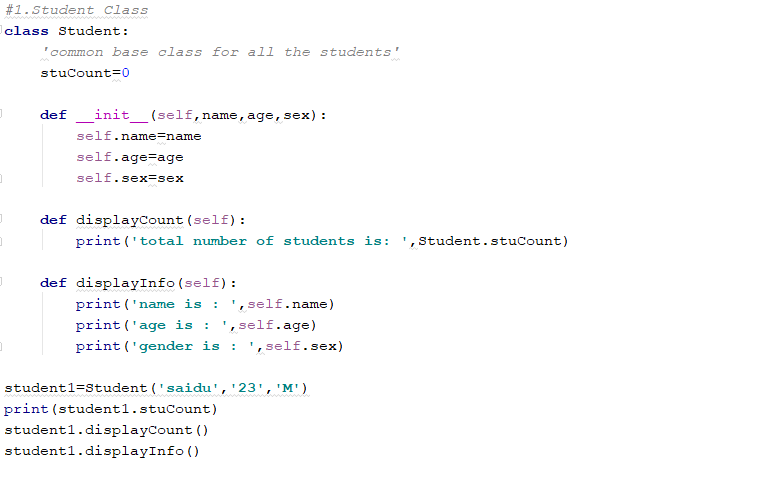 #1.Student Class
class Student:
    'common base class for all the students'
    stuCount=0

    def __init__(self,name,age,sex):
        self.name=name
        self.age=age
        self.sex=sex

    def displayCount(self):
        print('total number of students is: ',Student.stuCount)

    def displayInfo(self):
        print('name is : ',self.name)
        print('age is : ',self.age)
        print('gender is : ',self.sex)

student1=Student('saidu','23','M')
print(student1.stuCount)
student1.displayCount()
student1.displayInfo()